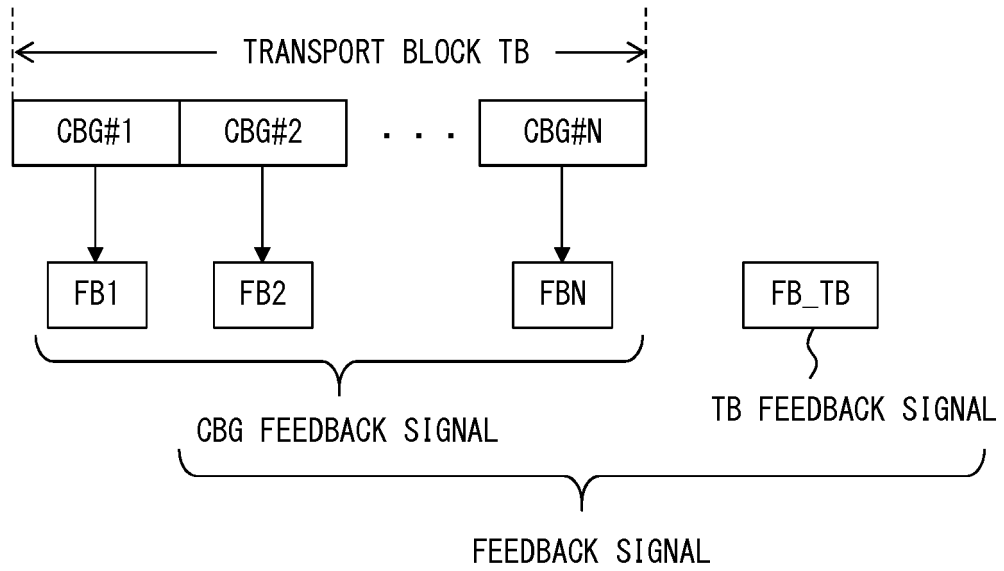 TRANSPORT BLOCK TB
CBG#1 CBG#2 ... CBG#N
FB1 FB2 FBN FB_TB
TB FEEDBACK SIGNAL
CBG FEEDBACK SIGNAL
FEEDBACK SIGNAL